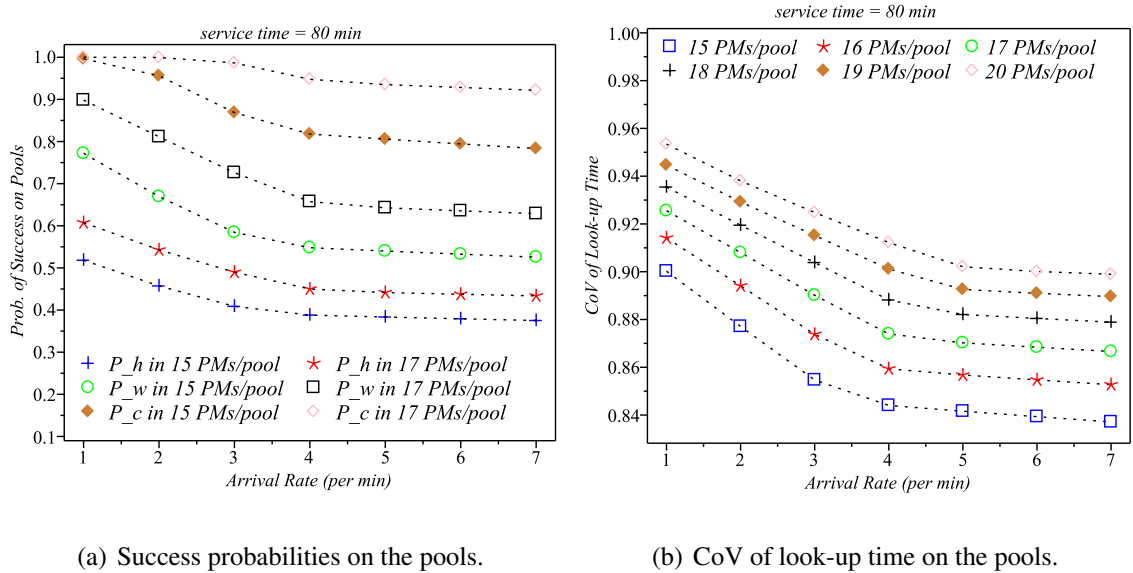 service time = 80 min
Prob. of Success on Pools
1.0
0.9
0.8
0.7
0.6
0.5
0.4
0.3
0.2
0.1
P_h in 15 PMs/pool
P_h in 17 PMs/pool
P_w in 15 PMs/pool
P_w in 17 PMs/pool
P_c in 15 PMs/pool
P_c in 17 PMs/pool
1 2 3 4 5 6 7
Arrival Rate (per min)
(a) Success probabilities on the pools.
service time = 80 min
CoV of Look-up Time
1.00
0.98
0.96
0.94
0.92
0.90
0.88
0.86
0.84
15 PMs/pool 16 PMs/pool 17 PMs/pool
18 PMs/pool 19 PMs/pool 20 PMs/pool
1 2 3 4 5 6 7
Arrival Rate (per min)
(b) CoV of look-up time on the pools.